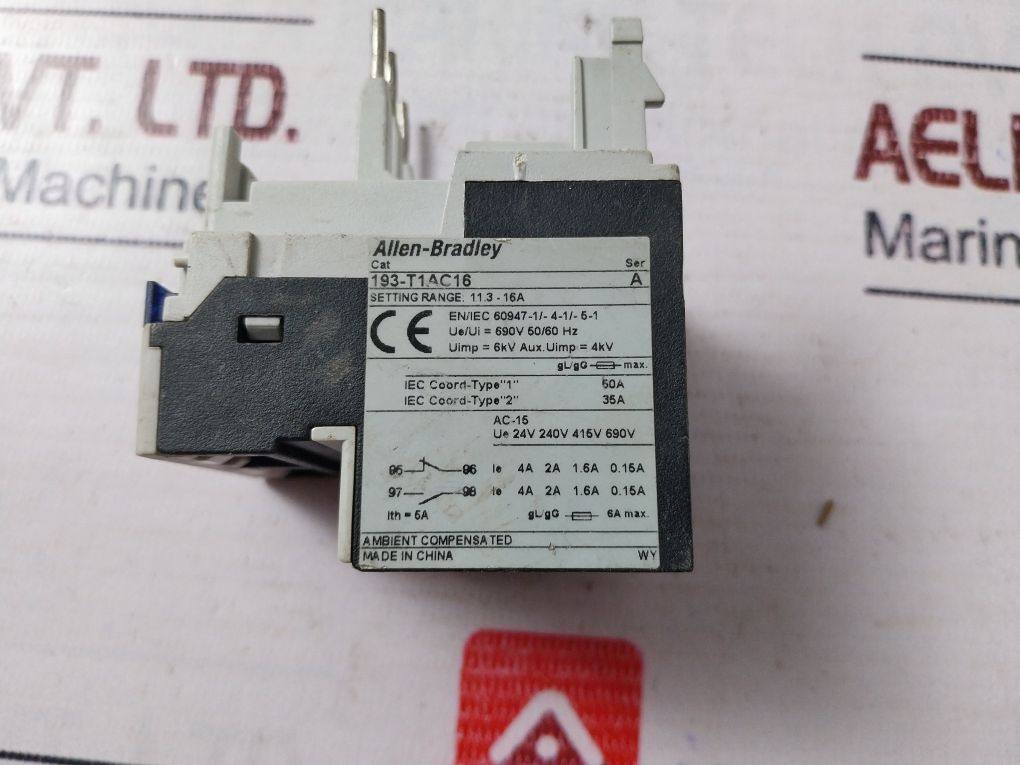 VT. LTD.
Machine
AEL
Marin
Allen-Bradley
Cat Ser
193-T1AC16 A
SETTING RANGE: 11.3 - 16A
CE
EN/IEC 60947-1/- 4-1/- 5-1
Ue/Ui = 690V 50/60 Hz
Uimp = 6kV Aux.Uimp = 4kV
gL/gG max.
IEC Coord-Type"1" 50A
IEC Coord-Type"2" 35A
AC-15
Ue 24V 240V 415V 690V
95 96 Ie 4A 2A 1.6A 0.15A
97 98 Ie 4A 2A 1.6A 0.15A
Ith = 6A gL/gG 6A max.
AMBIENT COMPENSATED
MADE IN CHINA WY